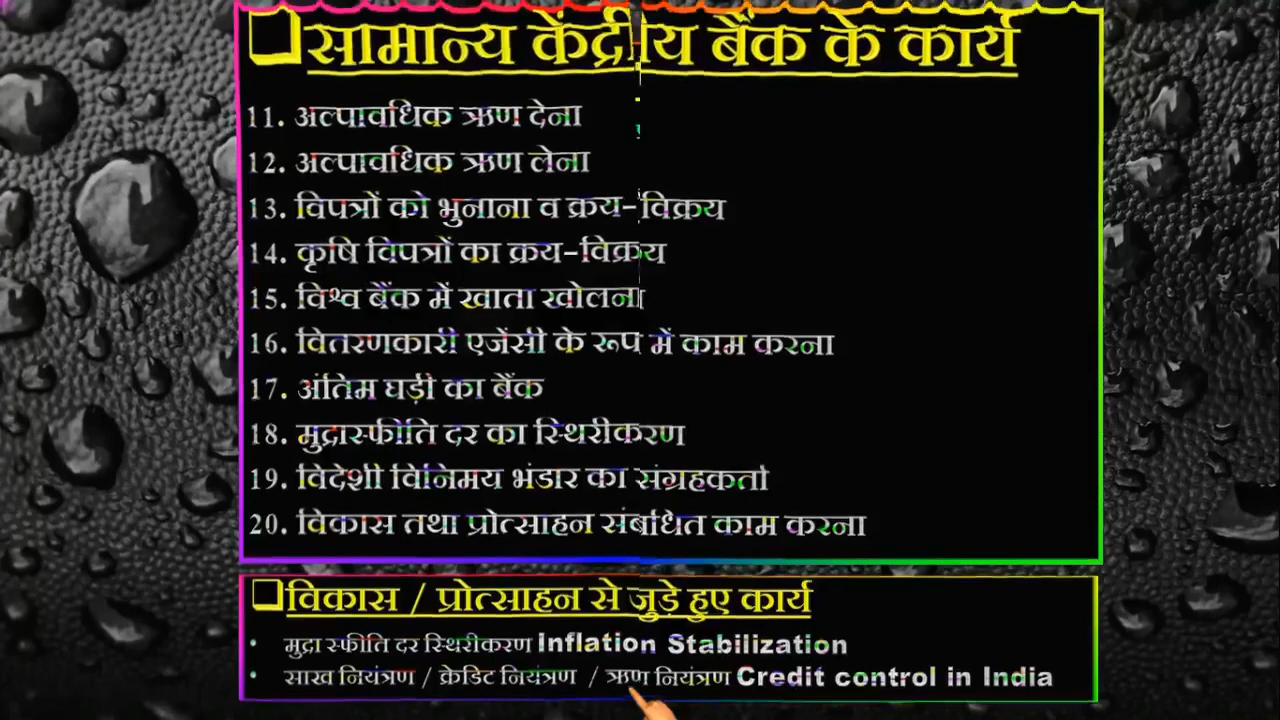 सामान्य केंद्रीय बैंक के कार्य
11. अल्पावधिक ऋण देना
12. अल्पावधिक ऋण लेना
13. विपत्रों को भुनाना व क्रय-विक्रय
14. कृषि विपत्रों का क्रय-विक्रय
15. विश्व बैंक में खाता खोलना
16. वितरणकारी एजेंसी के रूप में काम करना
17. अंतिम घड़ी का बैंक
18. मुद्रास्फीति दर का स्थिरीकरण
19. विदेशी विनिमय भंडार का संग्रहकर्ता
20. विकास तथा प्रोत्साहन संबंधित काम करना
विकास / प्रोत्साहन से जुड़े हुए कार्य
• मुद्रा स्फीति दर स्थिरीकरण Inflation Stabilization
• साख नियंत्रण / क्रेडिट नियंत्रण / ऋण नियंत्रण Credit control in India